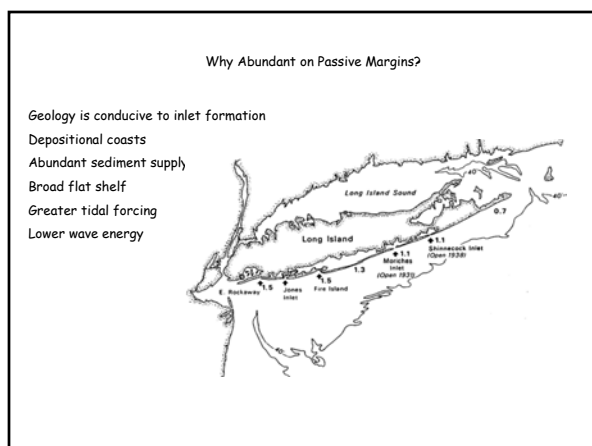 Why Abundant on Passive Margins?
Geology is conducive to inlet formation
Depositional coasts
Abundant sediment supply
Broad flat shelf
Greater tidal forcing
Lower wave energy
40'
Long Island Sound
40'
0.7
Long Island
1.1
Shinnecock Inlet
(Open 1938)
1.1
Moriches
Inlet
(Open 1931)
1.3
1.5
Fire Island
1.5
Jones
Inlet
E. Rockaway